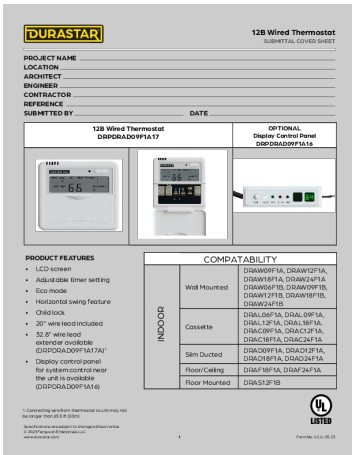 DURASTAR
12B Wired Thermostat
SUBMITTAL COVER SHEET
PROJECT NAME
LOCATION
ARCHITECT
ENGINEER
CONTRACTOR
REFERENCE
SUBMITTED BY DATE
12B Wired Thermostat
DRPDRAD09F1A17
OPTIONAL
Display Control Panel
DRPDRAD09F1A16
PRODUCT FEATURES
• LCD screen
• Adjustable timer setting
• Eco mode
• Horizontal swing feature
• Child lock
• 20" wire lead included
• 32.8' wire lead
extender available
(DRPDRAD09F1A17A)¹
• Display control panel
for system control near
the unit is available
(DRPDRAD09F1A16)
COMPATABILITY
INDOOR
Wall Mounted
DRAW09F1A, DRAW12F1A,
DRAW18F1A, DRAW24F1A
DRAW06F1B, DRAW09F1B,
DRAW12F1B, DRAW18F1B,
DRAW24F1B
Cassette
DRAL06F1A, DRAL09F1A,
DRAL12F1A, DRAL18F1A,
DRAC09F1A, DRAC12F1A,
DRAC18F1A, DRAC24F1A
Slim Ducted
DRAD09F1A, DRAD12F1A,
DRAD18F1A, DRAD24F1A
Floor/Ceiling
DRAF18F1A, DRAF24F1A
Floor Mounted
DRAS12F1B
1. Connecting wire from thermostat to unit may not
be longer than 65.5 ft (20m).
Specifications are subject to change without notice.
© 2023 Ferguson Enterprises LLC
www.durastar.com
1
Form No. V2.0_05.23
UL
LISTED